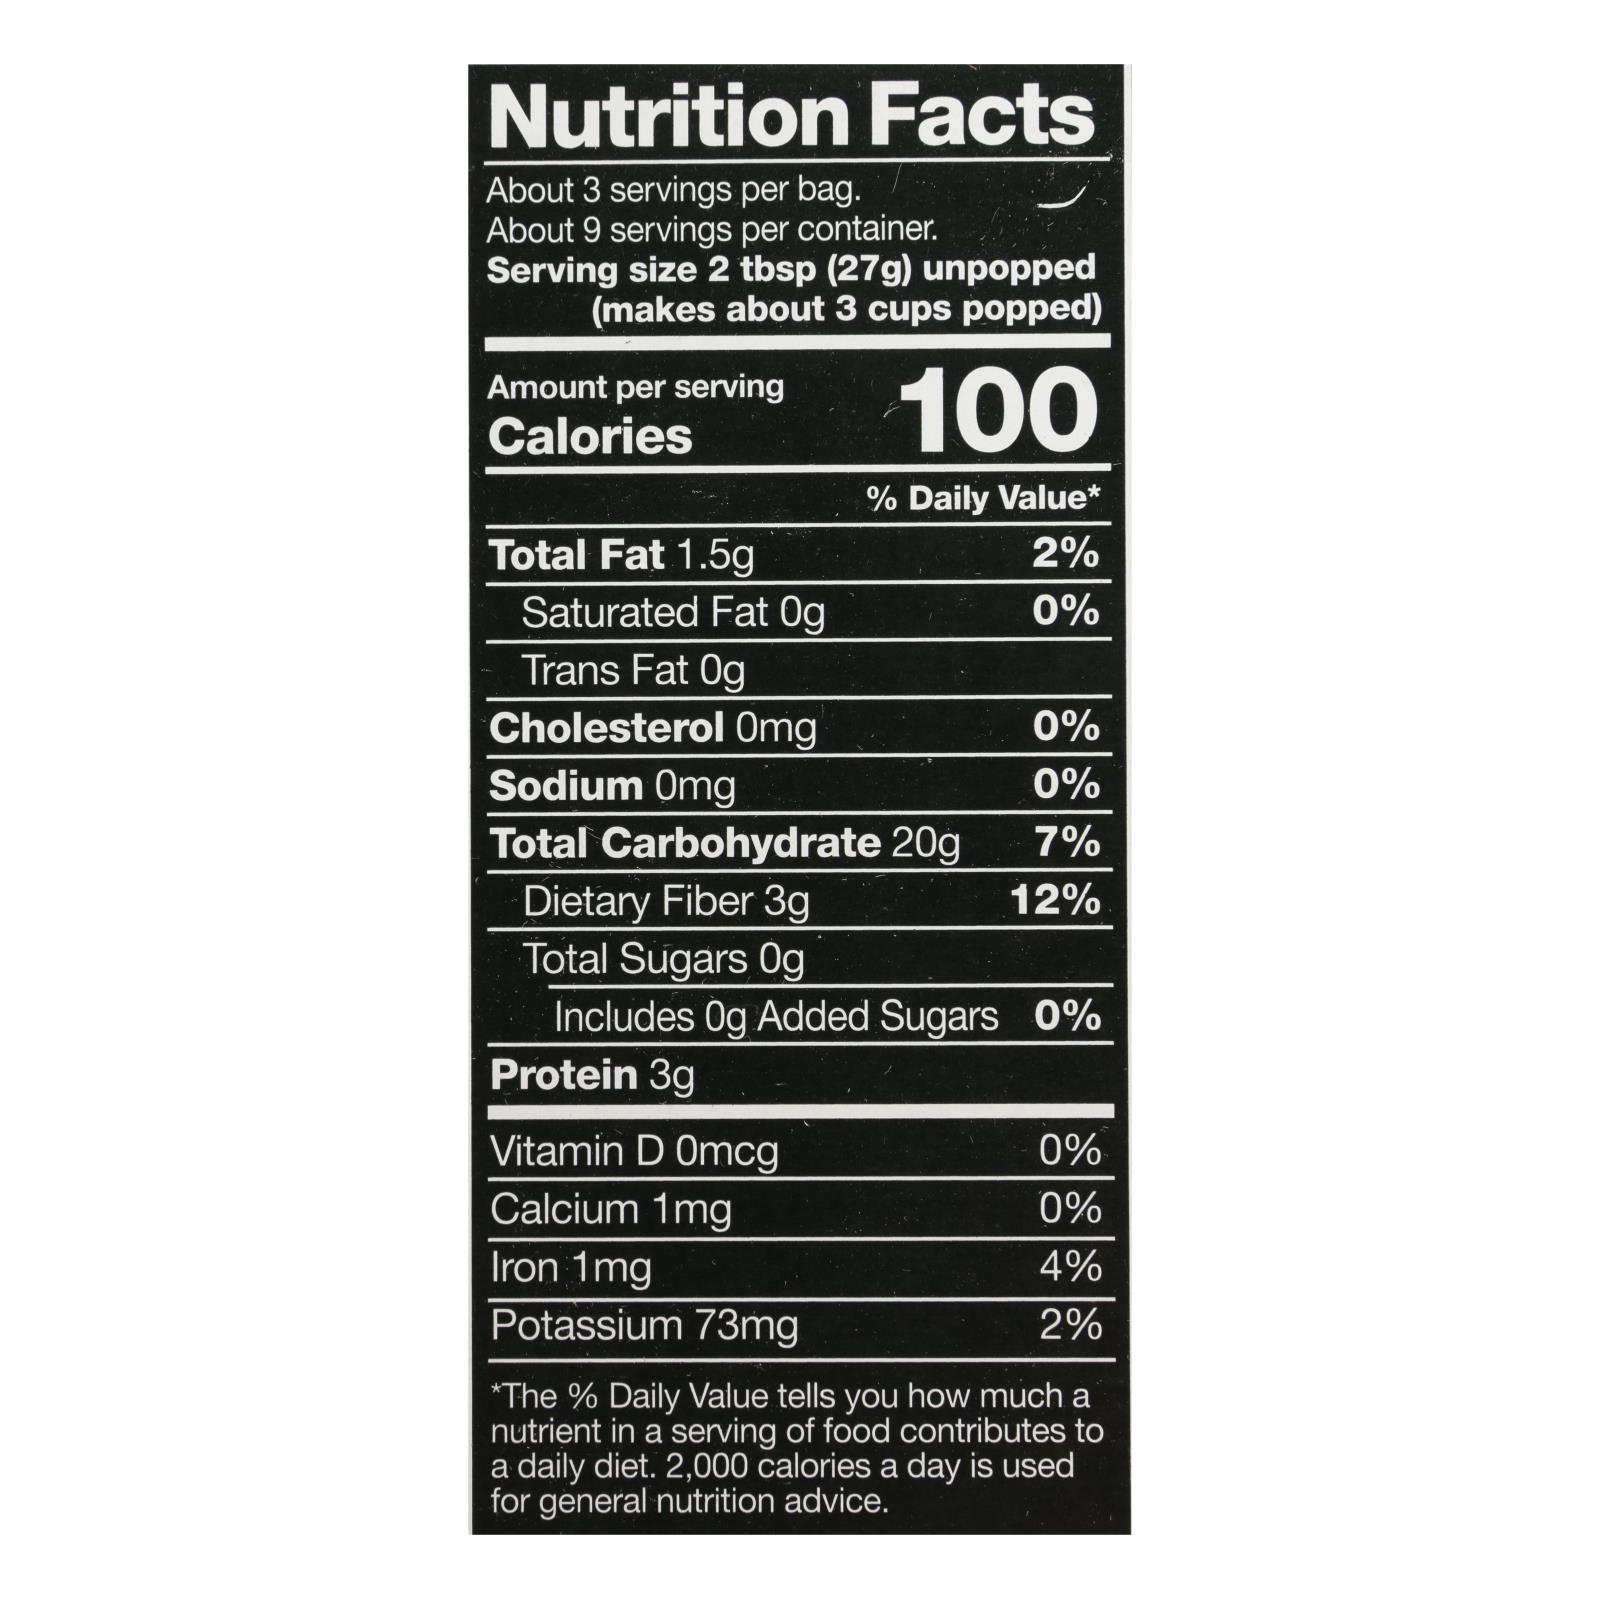 Nutrition Facts
About 3 servings per bag.
About 9 servings per container.
Serving size 2 tbsp (27g) unpopped
(makes about 3 cups popped)
Amount per serving
Calories 100
% Daily Value*
Total Fat 1.5g 2%
Saturated Fat 0g 0%
Trans Fat 0g
Cholesterol 0mg 0%
Sodium 0mg 0%
Total Carbohydrate 20g 7%
Dietary Fiber 3g 12%
Total Sugars 0g
Includes 0g Added Sugars 0%
Protein 3g
Vitamin D 0mcg 0%
Calcium 1mg 0%
Iron 1mg 4%
Potassium 73mg 2%
*The % Daily Value tells you how much a
nutrient in a serving of food contributes to
a daily diet. 2,000 calories a day is used
for general nutrition advice.